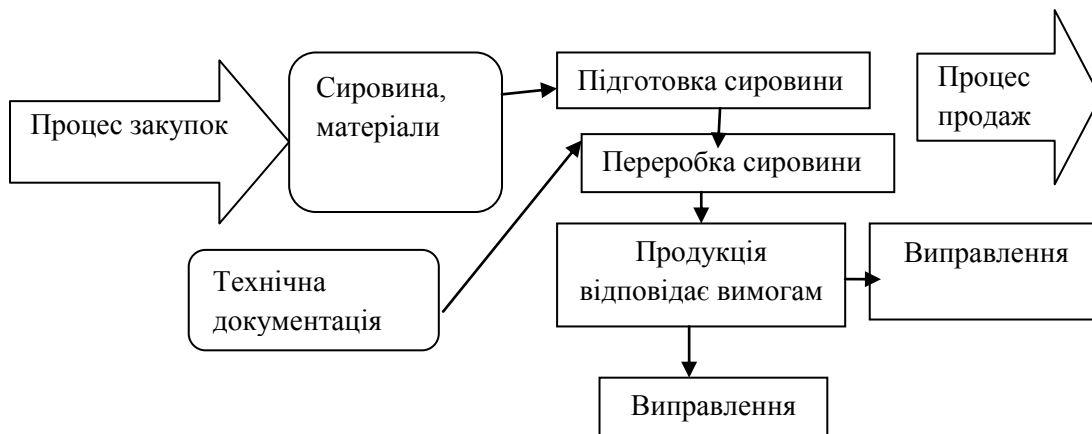 Процес закупок
Сировина,
матеріали
Підготовка сировини
Процес
продаж
Переробка сировини
Технічна
документація
Продукція
відповідає вимогам
Виправлення
Виправлення